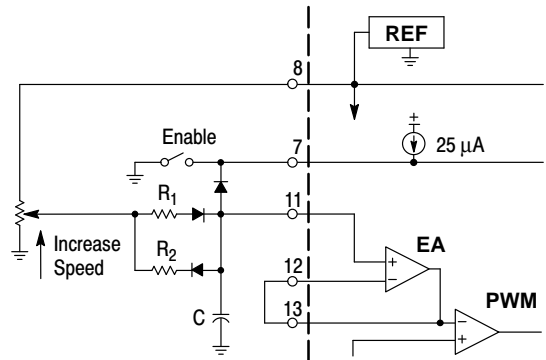 REF
8
Enable
7
25 μA
R1
11
EA
Increase
Speed
12
R2
13
PWM
C